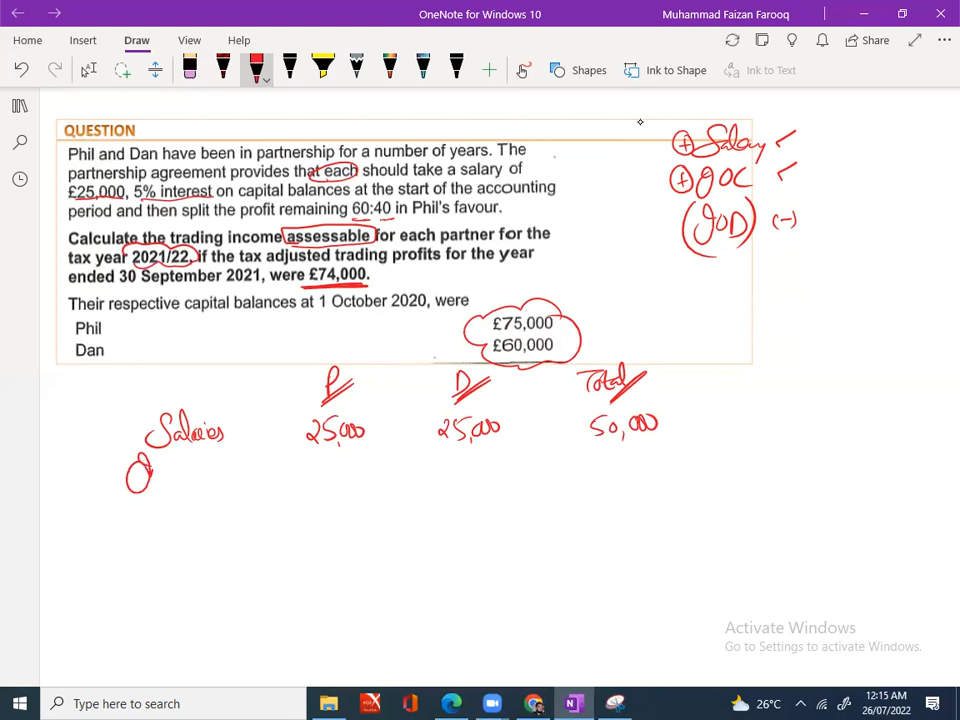 OneNote for Windows 10
Muhammad Faizan Farooq
Home Insert Draw View Help
Share
Shapes
Ink to Shape
Ink to Text
QUESTION
Phil and Dan have been in partnership for a number of years. The
partnership agreement provides that each should take a salary of
£25,000, 5% interest on capital balances at the start of the accounting
period and then split the profit remaining 60:40 in Phil's favour.
Calculate the trading income assessable for each partner for the
tax year 2021/22, if the tax adjusted trading profits for the year
ended 30 September 2021, were £74,000.
Their respective capital balances at 1 October 2020, were
Phil £75,000
Dan £60,000
+ Salary ✓
+ IOC ✓
(IOD) (-)
P D Total
Salaries 25,000 25,000 50,000
Activate Windows
Go to Settings to activate Windows.
Type here to search
26°C
12:15 AM
26/07/2022